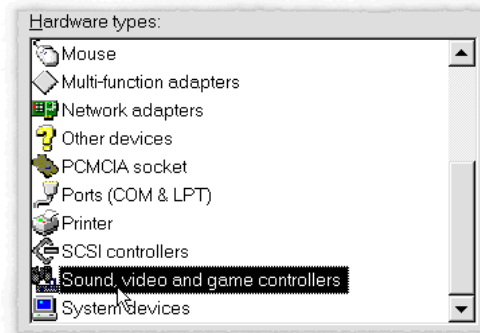 Hardware types:
Mouse
Multi-function adapters
Network adapters
Other devices
PCMCIA socket
Ports (COM & LPT)
Printer
SCSI controllers
Sound, video and game controllers
System devices